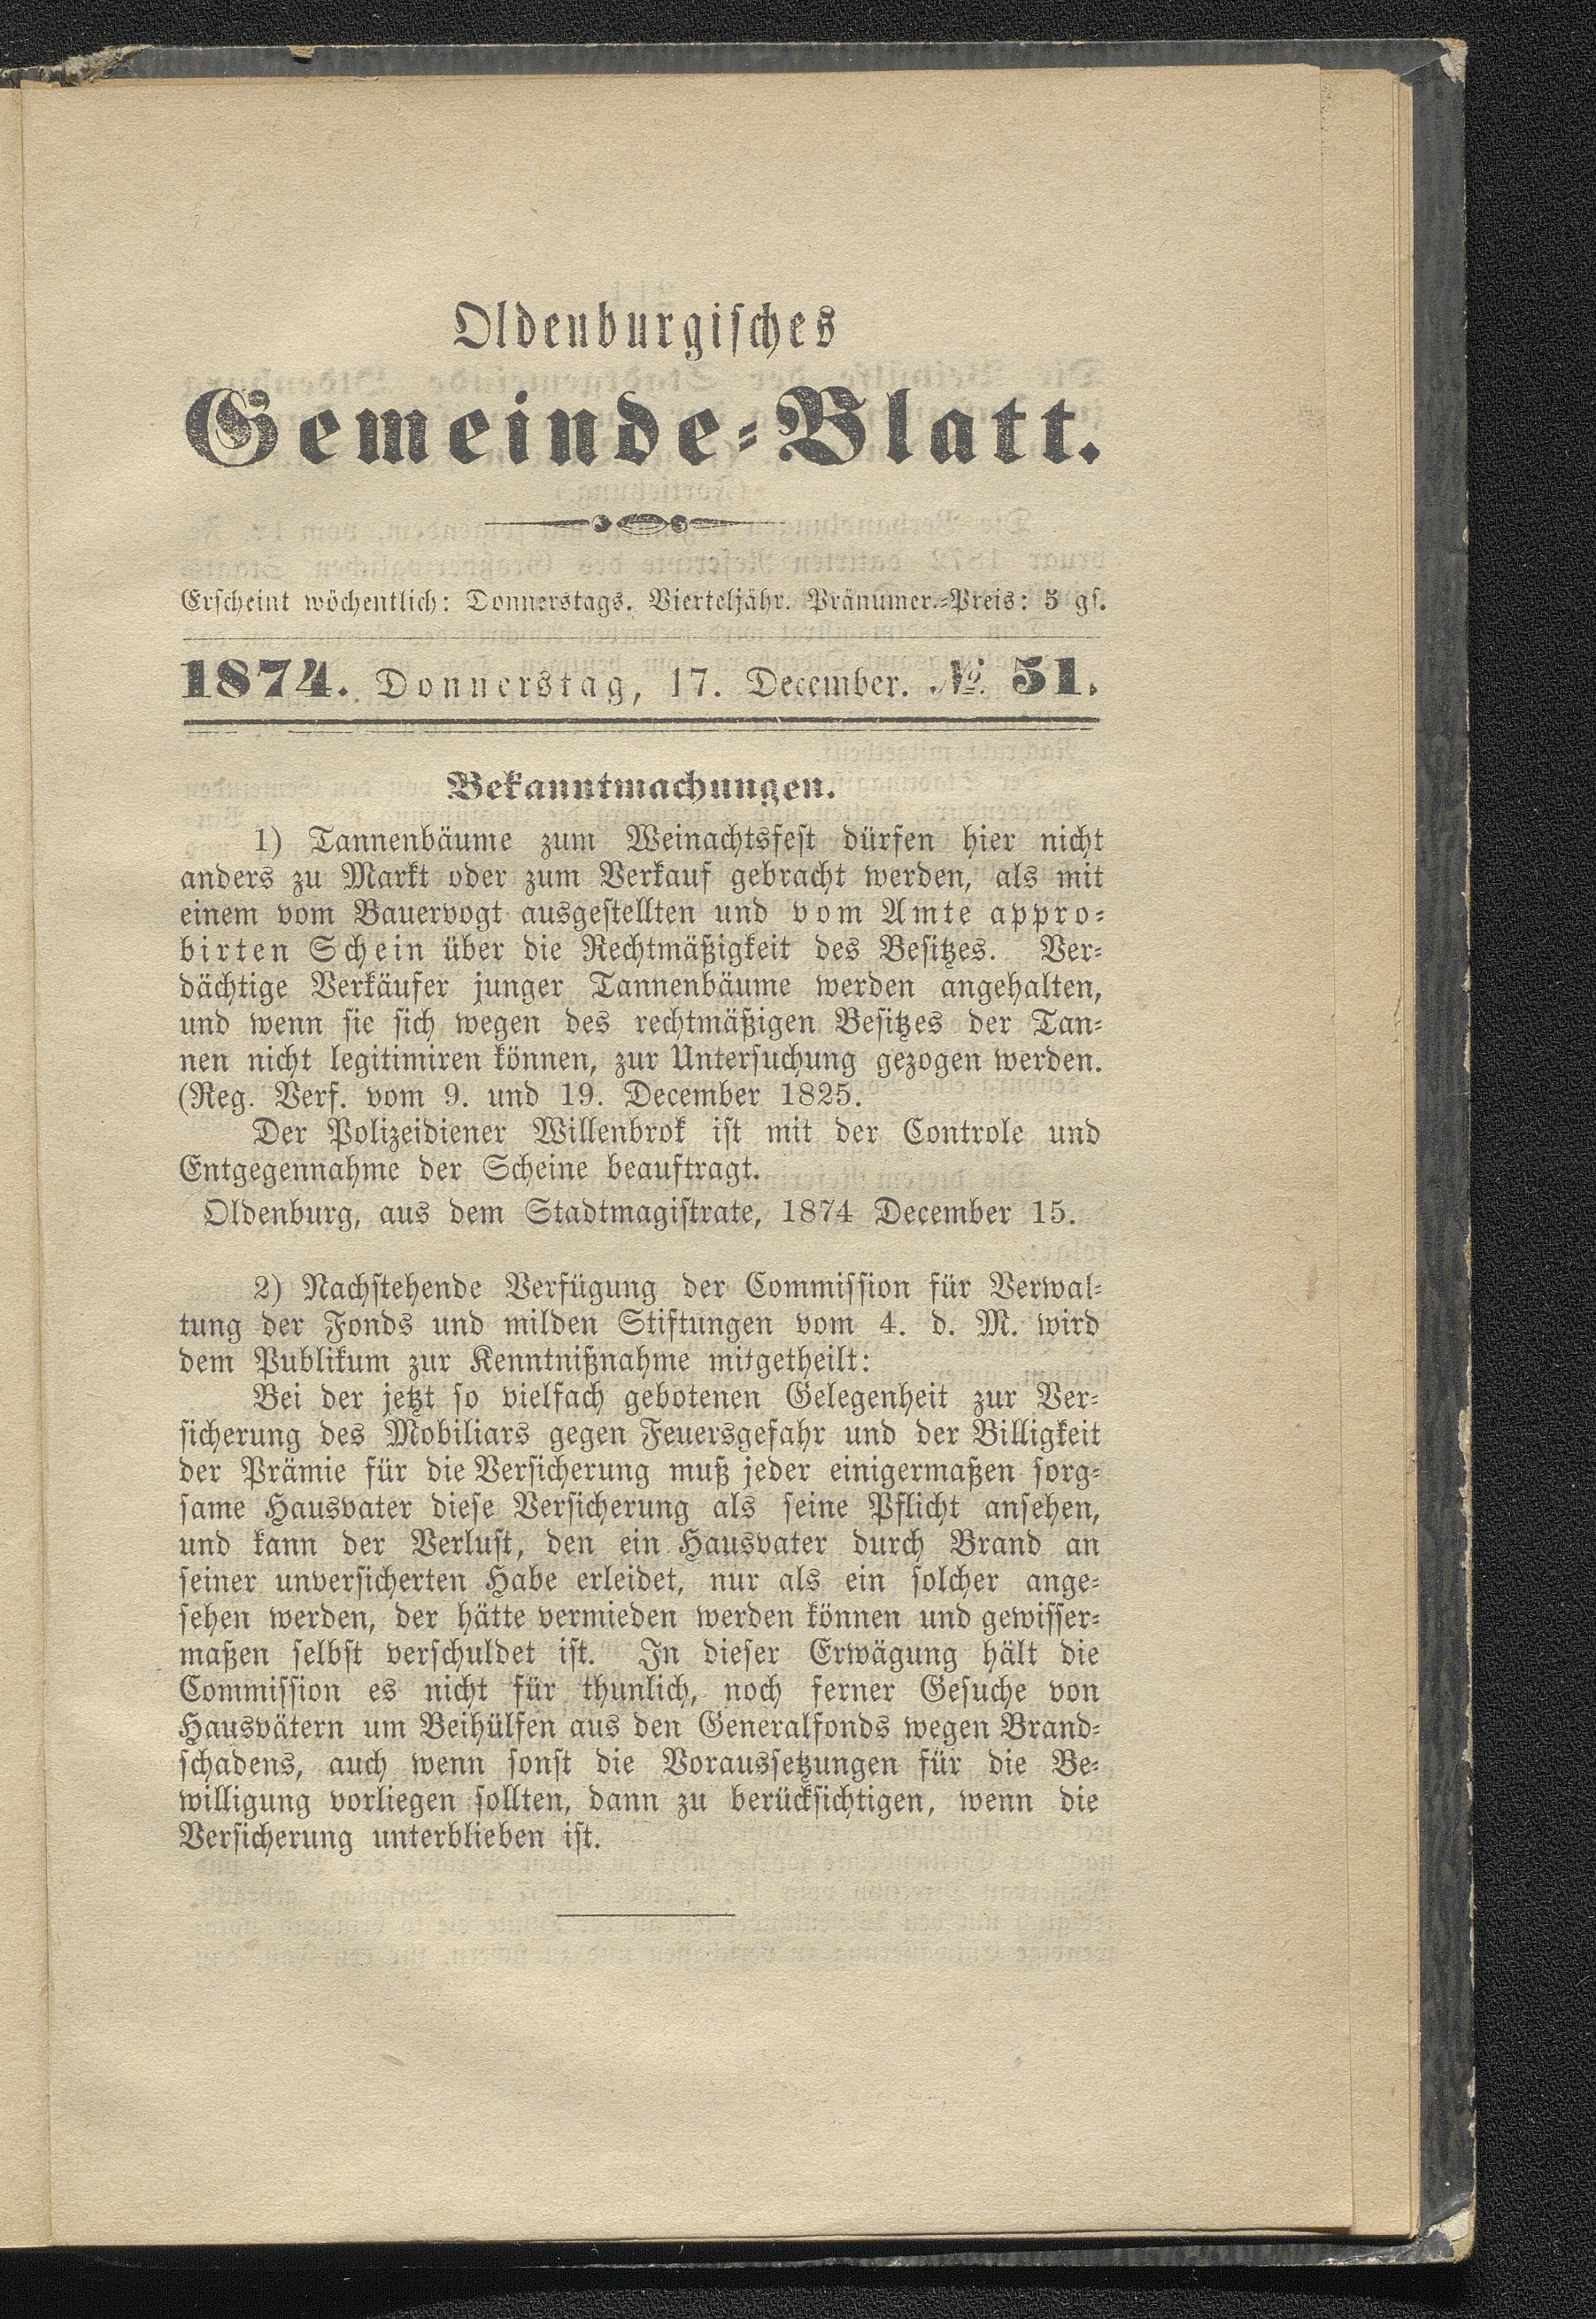 Oldenburgisches
Gemeinde-Blatt.
Erscheint wöchentlich: Donnerstags. Vierteljähr. Pränumer.-Preis: 5 gs.
1874. Donnerstag, 17. December. № 51.
Bekanntmachungen.
1) Tannenbäume zum Weinachtsfest dürfen hier nicht
anders zu Markt oder zum Verkauf gebracht werden, als mit
einem vom Bauervogt ausgestellten und vom Amte appro-
birten Schein über die Rechtmäßigkeit des Besitzes. Ver-
dächtige Verkäufer junger Tannenbäume werden angehalten,
und wenn sie sich wegen des rechtmäßigen Besitzes der Tan-
nen nicht legitimiren können, zur Untersuchung gezogen werden.
(Reg. Verf. vom 9. und 19. December 1825.
Der Polizeidiener Willenbrok ist mit der Controle und
Entgegennahme der Scheine beauftragt.
Oldenburg, aus dem Stadtmagistrate, 1874 December 15.
2) Nachstehende Verfügung der Commission für Verwal-
tung der Fonds und milden Stiftungen vom 4. d. M. wird
dem Publikum zur Kenntnißnahme mitgetheilt:
Bei der jetzt so vielfach gebotenen Gelegenheit zur Ver-
sicherung des Mobiliars gegen Feuersgefahr und der Billigkeit
der Prämie für die Versicherung muß jeder einigermaßen sorg-
same Hausvater diese Versicherung als seine Pflicht ansehen,
und kann der Verlust, den ein Hausvater durch Brand an
seiner unversicherten Habe erleidet, nur als ein solcher ange-
sehen werden, der hätte vermieden werden können und gewisser-
maßen selbst verschuldet ist. In dieser Erwägung hält die
Commission es nicht für thunlich, noch ferner Gesuche von
Hausvätern um Beihülfen aus den Generalfonds wegen Brand-
schadens, auch wenn sonst die Voraussetzungen für die Be-
willigung vorliegen sollten, dann zu berücksichtigen, wenn die
Versicherung unterblieben ist.